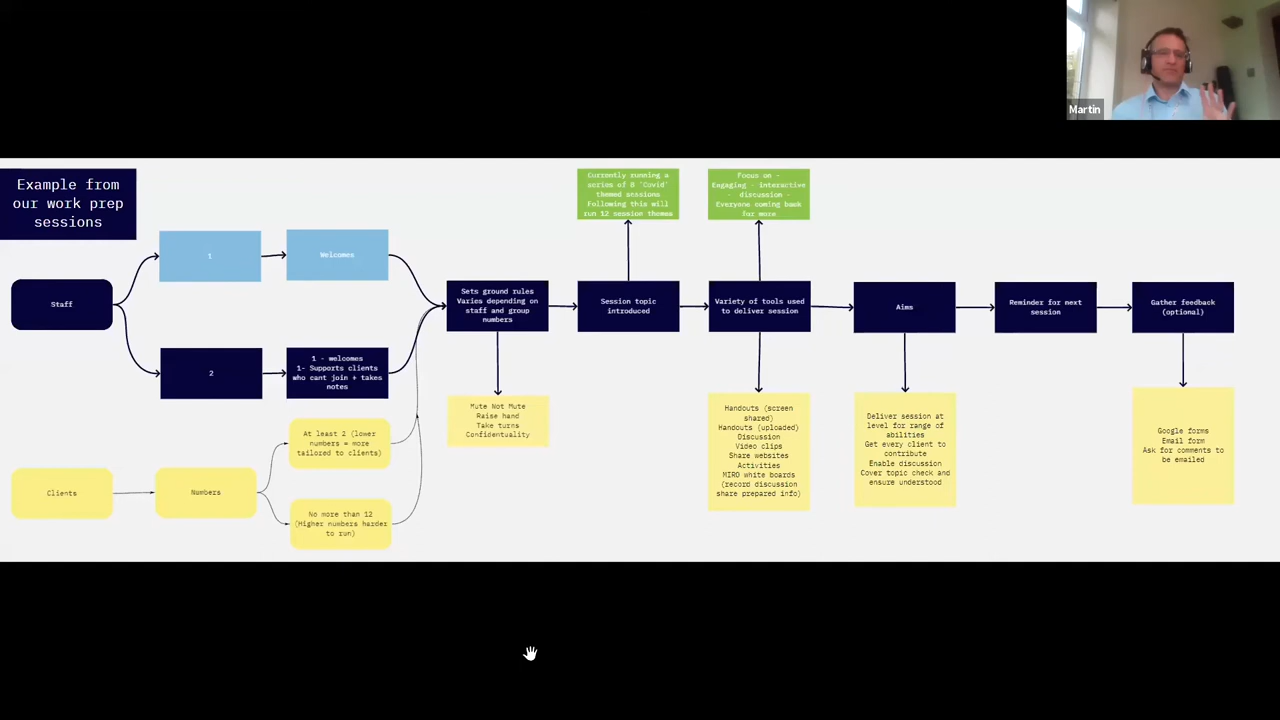 Martin
Example from
our work prep
sessions
Staff
1
Welcomes
2
1 - welcomes
1- Supports clients
who cant join + takes
notes
Clients
Numbers
At least 2 (lower
numbers = more
tailored to clients)
No more than 12
(Higher numbers harder
to run)
Sets ground rules
Varies depending on
staff and group
numbers
Mute Not Mute
Raise hand
Take turns
Confidentuality
Currently running a
series of 8 'Covid'
themed sessions
Following this will
run 12 session themes
Session topic
introduced
Focus on -
Engaging - interactive
- discussion -
Everyone coming back
for more
Variety of tools used
to deliver session
Handouts (screen
shared)
Handouts (uploaded)
Discussion
Video clips
Share websites
Activities
MIRO white boards
(record discussion
share prepared info)
Aims
Deliver session at
level for range of
abilities
Get every client to
contribute
Enable discussion
Cover topic check and
ensure understood
Reminder for next
session
Gather feedback
(optional)
Google forms
Email form
Ask for comments to
be emailed